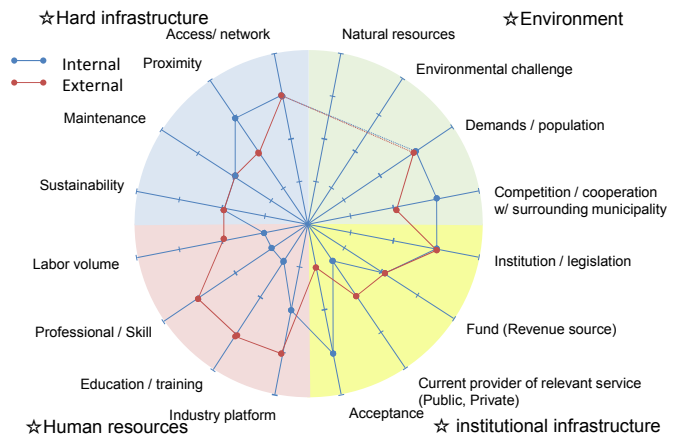 ☆Hard infrastructure
☆Environment
Access/ network
Natural resources
Internal
External
Proximity
Environmental challenge
Maintenance
Demands / population
Sustainability
Competition / cooperation
w/ surrounding municipality
Labor volume
Institution / legislation
Professional / Skill
Fund (Revenue source)
Education / training
Current provider of relevant service
(Public, Private)
Industry platform
Acceptance
☆Human resources
☆ institutional infrastructure